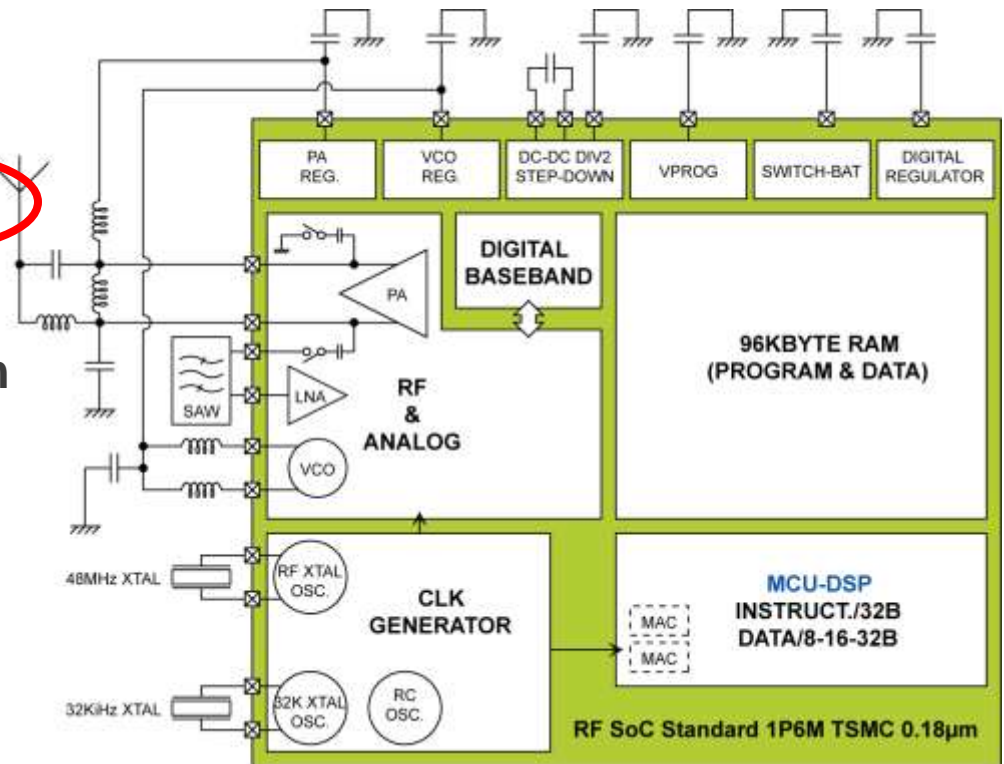 PA
REG.
VCO
REG.
DC-DC DIV2
STEP-DOWN
VPROG
SWITCH-BAT
DIGITAL
REGULATOR
DIGITAL
BASEBAND
PA
96KBYTE RAM
(PROGRAM & DATA)
n
SAW
LNA
RF
&
ANALOG
VCO
48MHz XTAL
RF XTAL
OSC.
CLK
GENERATOR
MCU-DSP
INSTRUCT./32B
DATA/8-16-32B
MAC
MAC
32KiHz XTAL
32K XTAL
OSC.
RC
OSC.
RF SoC Standard 1P6M TSMC 0.18µm